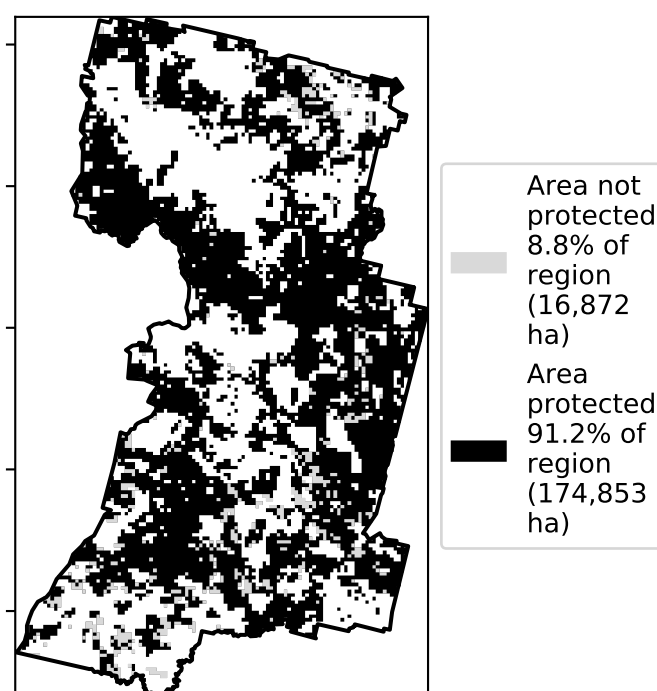 Area not
protected
8.8% of
region
(16,872
ha)
Area
protected
91.2% of
region
(174,853
ha)